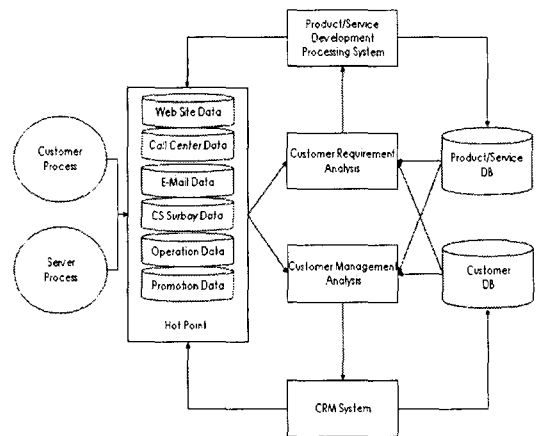 Product/Service
Development
Processing System
Web Site Data
Call Center Data
E-Mail Data
CS Surbay Data
Operation Data
Promotion Data
Hot Point
Customer
Process
Server
Process
Customer Requirement
Analysis
Customer Management
Analysis
Product/Service
DB
Customer
DB
CRM System